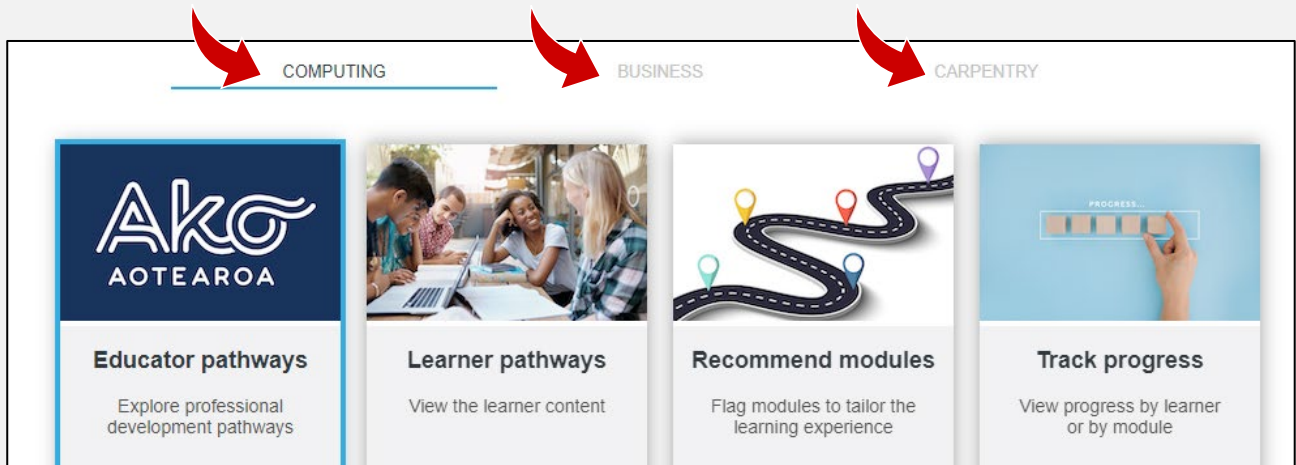 COMPUTING BUSINESS CARPENTRY
Ako
AOTEAROA
PROGRESS...
Educator pathways
Explore professional
development pathways
Learner pathways
View the learner content
Recommend modules
Flag modules to tailor the
learning experience
Track progress
View progress by learner
or by module